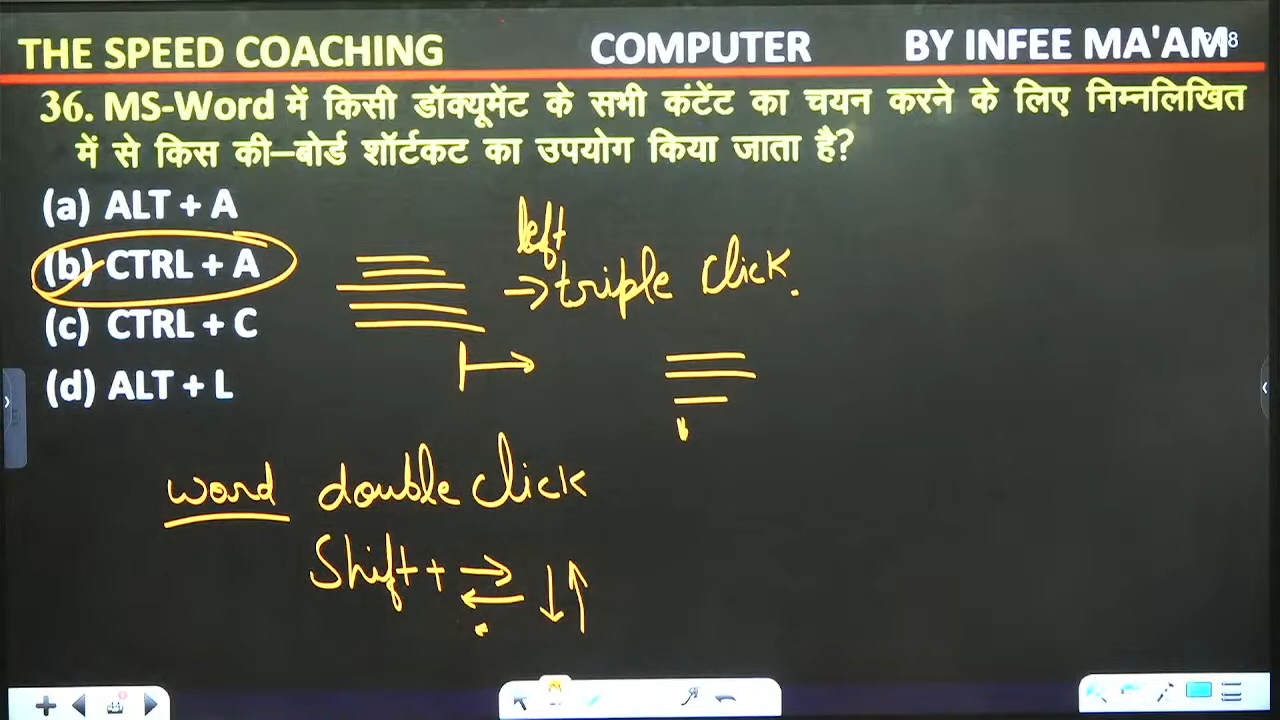 THE SPEED COACHING COMPUTER BY INFEE MA'AM
36. MS-Word में किसी डॉक्यूमेंट के सभी कंटेंट का चयन करने के लिए निम्नलिखित
में से किस की–बोर्ड शॉर्टकट का उपयोग किया जाता है?
(a) ALT + A
(b) CTRL + A
(c) CTRL + C
(d) ALT + L
left
→ triple click.
word double click
Shift + → ← ↓ ↑